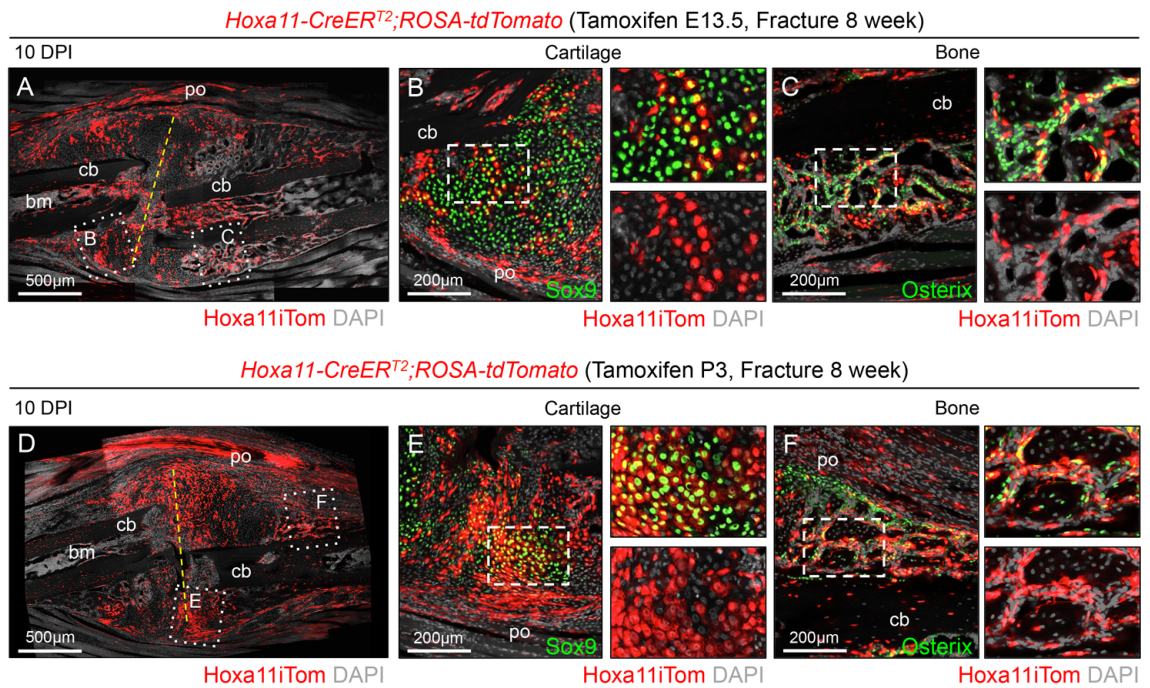 Hoxa11-CreERT2;ROSA-tdTomato (Tamoxifen E13.5, Fracture 8 week)
10 DPI Cartilage Bone
A po cb cb bm B C 500µm
B cb po 200µm Sox9
C cb 200µm Osterix
Hoxa11iTom DAPI Hoxa11iTom DAPI Hoxa11iTom DAPI
Hoxa11-CreERT2;ROSA-tdTomato (Tamoxifen P3, Fracture 8 week)
10 DPI Cartilage Bone
D po F cb bm cb E 500µm
E po 200µm Sox9
F po cb 200µm Osterix
Hoxa11iTom DAPI Hoxa11iTom DAPI Hoxa11iTom DAPI